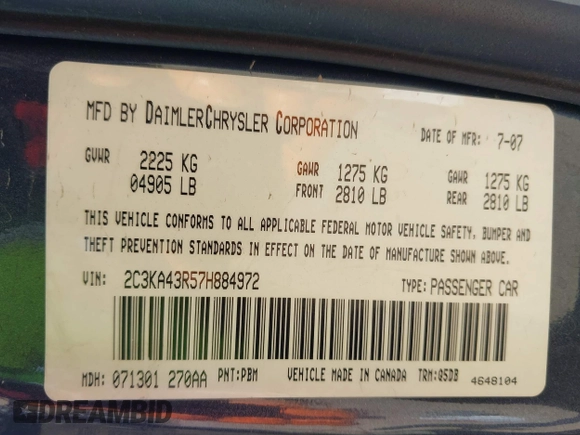 MFD BY DAIMLERCHRYSLER CORPORATION DATE OF MFR: 7-07
GVWR 2225 KG GAWR 1275 KG GAWR 1275 KG
04905 LB FRONT 2810 LB REAR 2810 LB
THIS VEHICLE CONFORMS TO ALL APPLICABLE FEDERAL MOTOR VEHICLE SAFETY, BUMPER AND
THEFT PREVENTION STANDARDS IN EFFECT ON THE DATE OF MANUFACTURE SHOWN ABOVE.
VIN: 2C3KA43R57H884972 TYPE: PASSENGER CAR
MDH: 071301 270AA PNT:PBM VEHICLE MADE IN CANADA TRM:Q5DB
4648104
DREAMBID